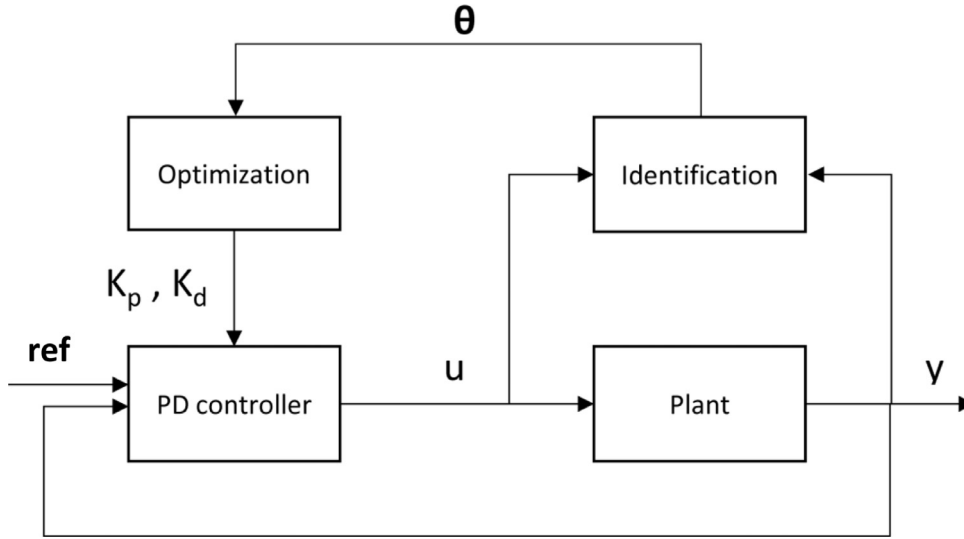 θ
Optimization
Identification
Kp , Kd
ref
u
y
PD controller
Plant